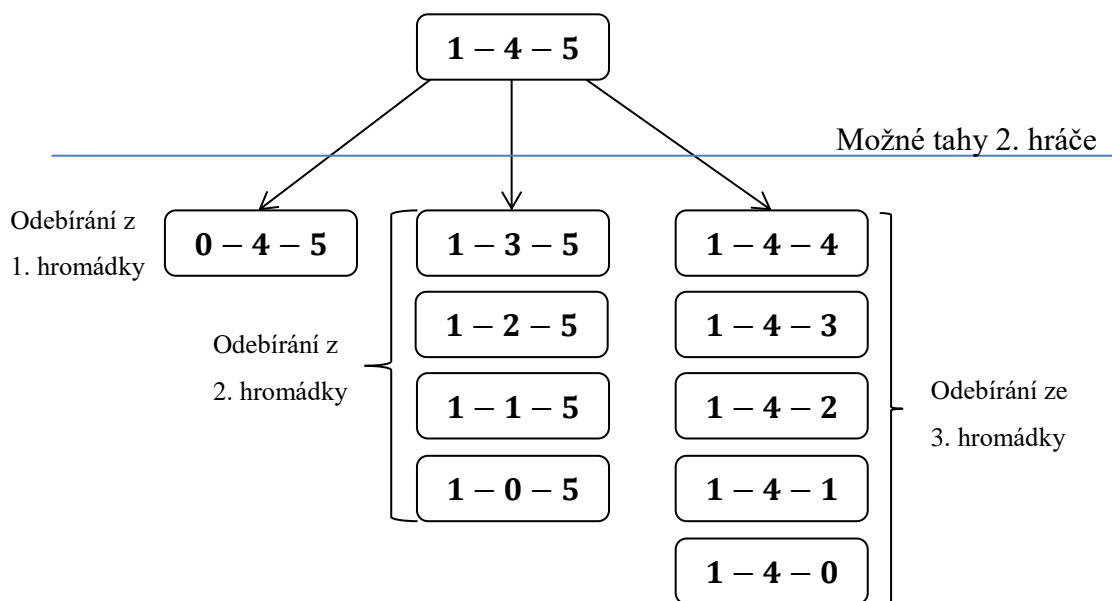 1 – 4 – 5
Možné tahy 2. hráče
Odebírání z
1. hromádky
0 – 4 – 5
1 – 3 – 5
1 – 4 – 4
1 – 2 – 5
1 – 4 – 3
Odebírání z
2. hromádky
1 – 1 – 5
1 – 4 – 2
Odebírání ze
3. hromádky
1 – 0 – 5
1 – 4 – 1
1 – 4 – 0